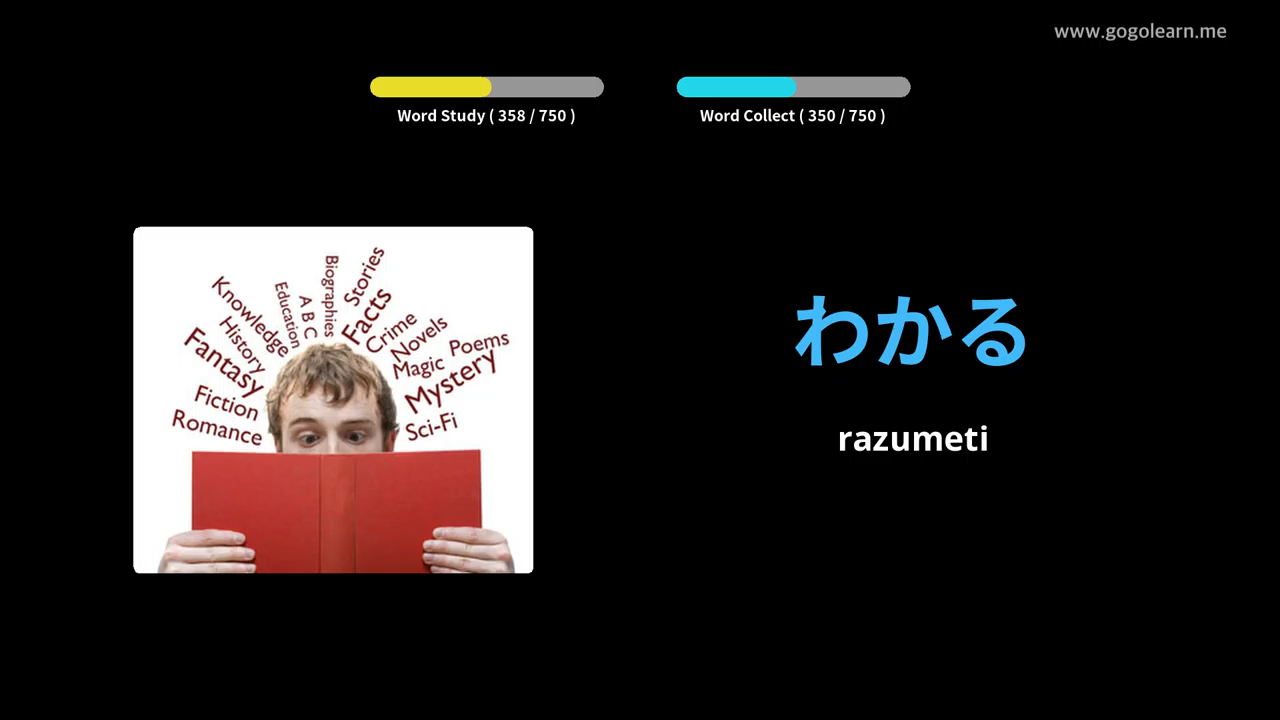 www.gogolearn.me
Word Study ( 358 / 750 )
Word Collect ( 350 / 750 )
Knowledge
History
Fantasy
Fiction
Romance
Education
A B C
Biographies
Stories
Facts
Crime
Novels
Magic
Poems
Mystery
Sci-Fi
わかる
razumeti